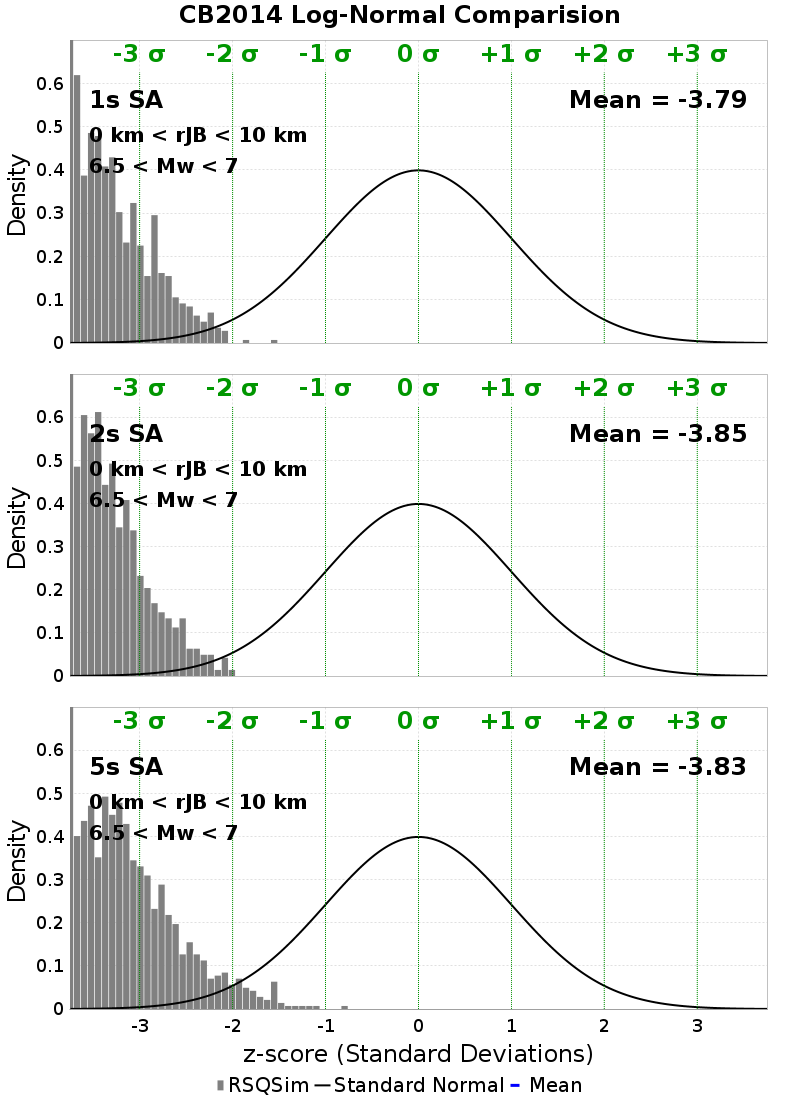 CB2014 Log-Normal Comparision
-3 σ -2 σ -1 σ 0 σ +1 σ +2 σ +3 σ
1s SA Mean = -3.79
0 km < rJB < 10 km
6.5 < Mw < 7
0.6
0.5
0.4
0.3
0.2
0.1
0
Density
-3 σ -2 σ -1 σ 0 σ +1 σ +2 σ +3 σ
2s SA Mean = -3.85
0 km < rJB < 10 km
6.5 < Mw < 7
0.6
0.5
0.4
0.3
0.2
0.1
0
Density
-3 σ -2 σ -1 σ 0 σ +1 σ +2 σ +3 σ
5s SA Mean = -3.83
0 km < rJB < 10 km
6.5 < Mw < 7
0.6
0.5
0.4
0.3
0.2
0.1
0
Density
-3 -2 -1 0 1 2 3
z-score (Standard Deviations)
RSQSim Standard Normal Mean